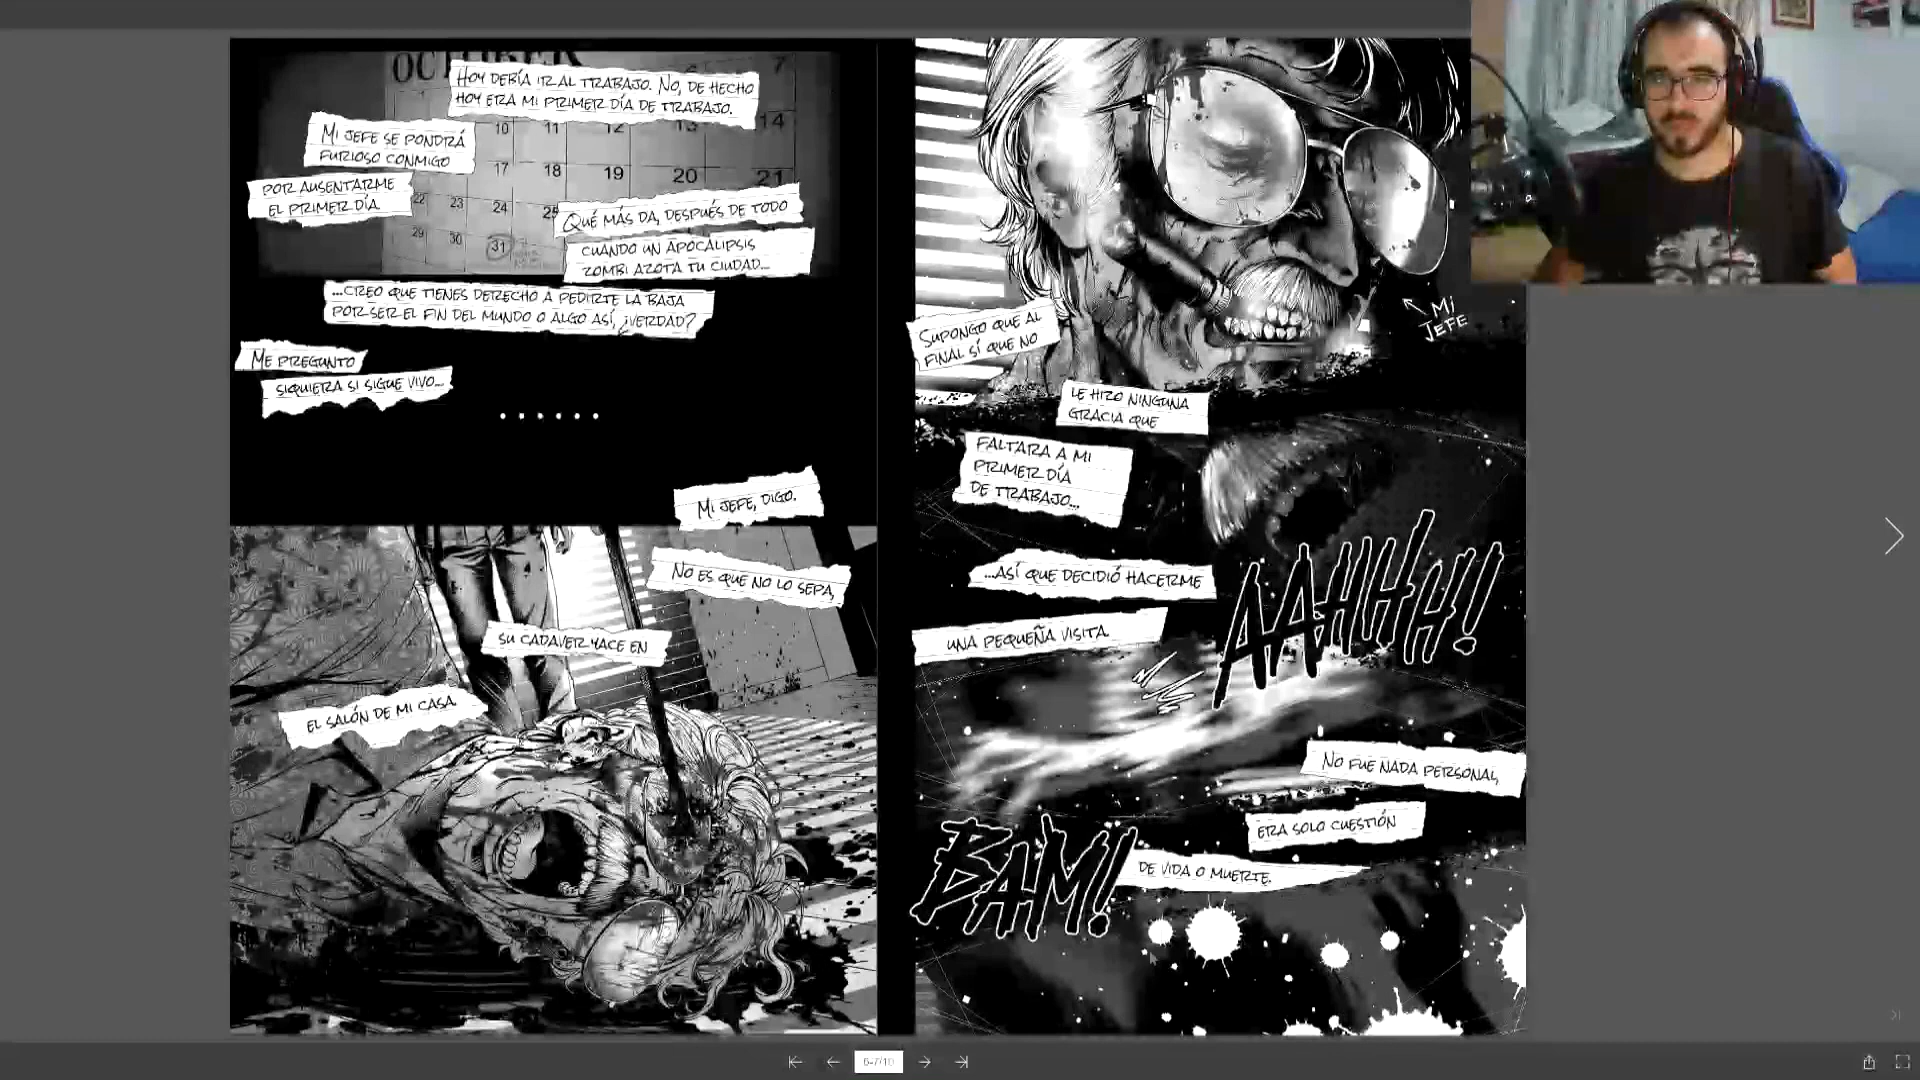 OCTOBER
HOY DEBÍA IR AL TRABAJO. NO, DE HECHO
HOY ERA MI PRIMER DÍA DE TRABAJO.
MI JEFE SE PONDRÁ
FURIOSO CONMIGO
POR AUSENTARME
EL PRIMER DÍA
7
10 11 12 13 14
17 18 19 20 21
22 23 24 25
29 30 31
QUÉ MÁS DA, DESPUÉS DE TODO
CUANDO UN APOCALIPSIS
ZOMBI AZOTA TU CIUDAD...
...CREO QUE TIENES DERECHO A PEDIRTE LA BAJA
POR SER EL FIN DEL MUNDO O ALGO ASÍ, ¿VERDAD?
ME PREGUNTO
SIQUIERA SI SIGUE VIVO...
......
MI JEFE, DIGO.
NO ES QUE NO LO SEPA,
SU CADAVER YACE EN
EL SALÓN DE MI CASA.
MI
JEFE
SUPONGO QUE AL
FINAL SÍ QUE NO
LE HIZO NINGUNA
GRACIA QUE
FALTARA A MI
PRIMER DÍA
DE TRABAJO...
...ASÍ QUE DECIDIÓ HACERME
UNA PEQUEÑA VISITA
AAHHH!
NO FUE NADA PERSONAL,
ERA SOLO CUESTIÓN
DE VIDA O MUERTE.
BAM!
6-7/10